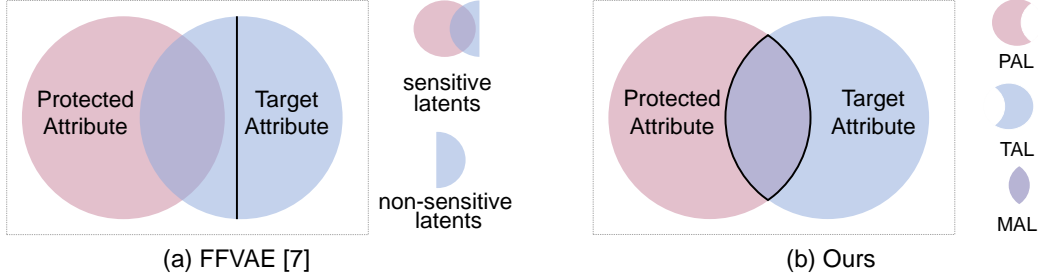 Protected
Attribute
Target
Attribute
sensitive
latents
non-sensitive
latents
(a) FFVAE [7]
Protected
Attribute
Target
Attribute
PAL
TAL
MAL
(b) Ours